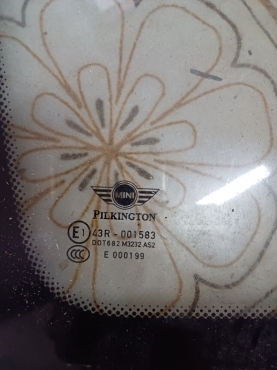 MINI
PILKINGTON
E1 43R - 001583
DOT682 M3232 AS2
CCC E 000199